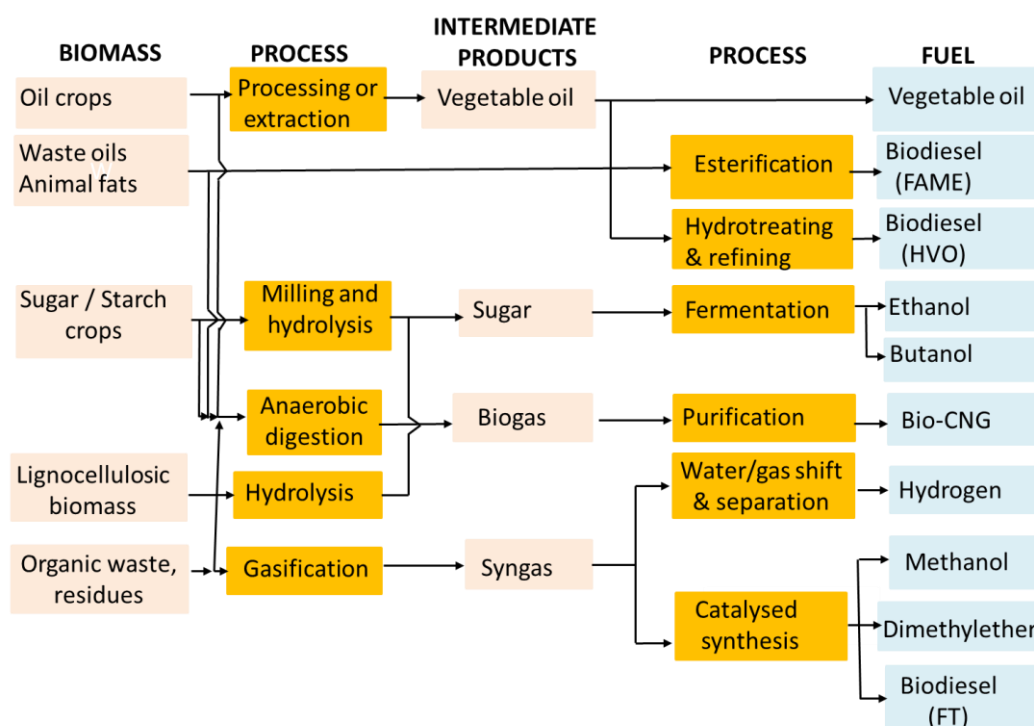 BIOMASS
PROCESS
INTERMEDIATE
PRODUCTS
PROCESS
FUEL
Oil crops
Processing or
extraction
Vegetable oil
Vegetable oil
Waste oils
Animal fats
Esterification
Biodiesel
(FAME)
Hydrotreating
& refining
Biodiesel
(HVO)
Sugar / Starch
crops
Milling and
hydrolysis
Sugar
Fermentation
Ethanol
Butanol
Anaerobic
digestion
Biogas
Purification
Bio-CNG
Lignocellulosic
biomass
Hydrolysis
Water/gas shift
& separation
Hydrogen
Organic waste,
residues
Gasification
Syngas
Catalysed
synthesis
Methanol
Dimethylether
Biodiesel
(FT)